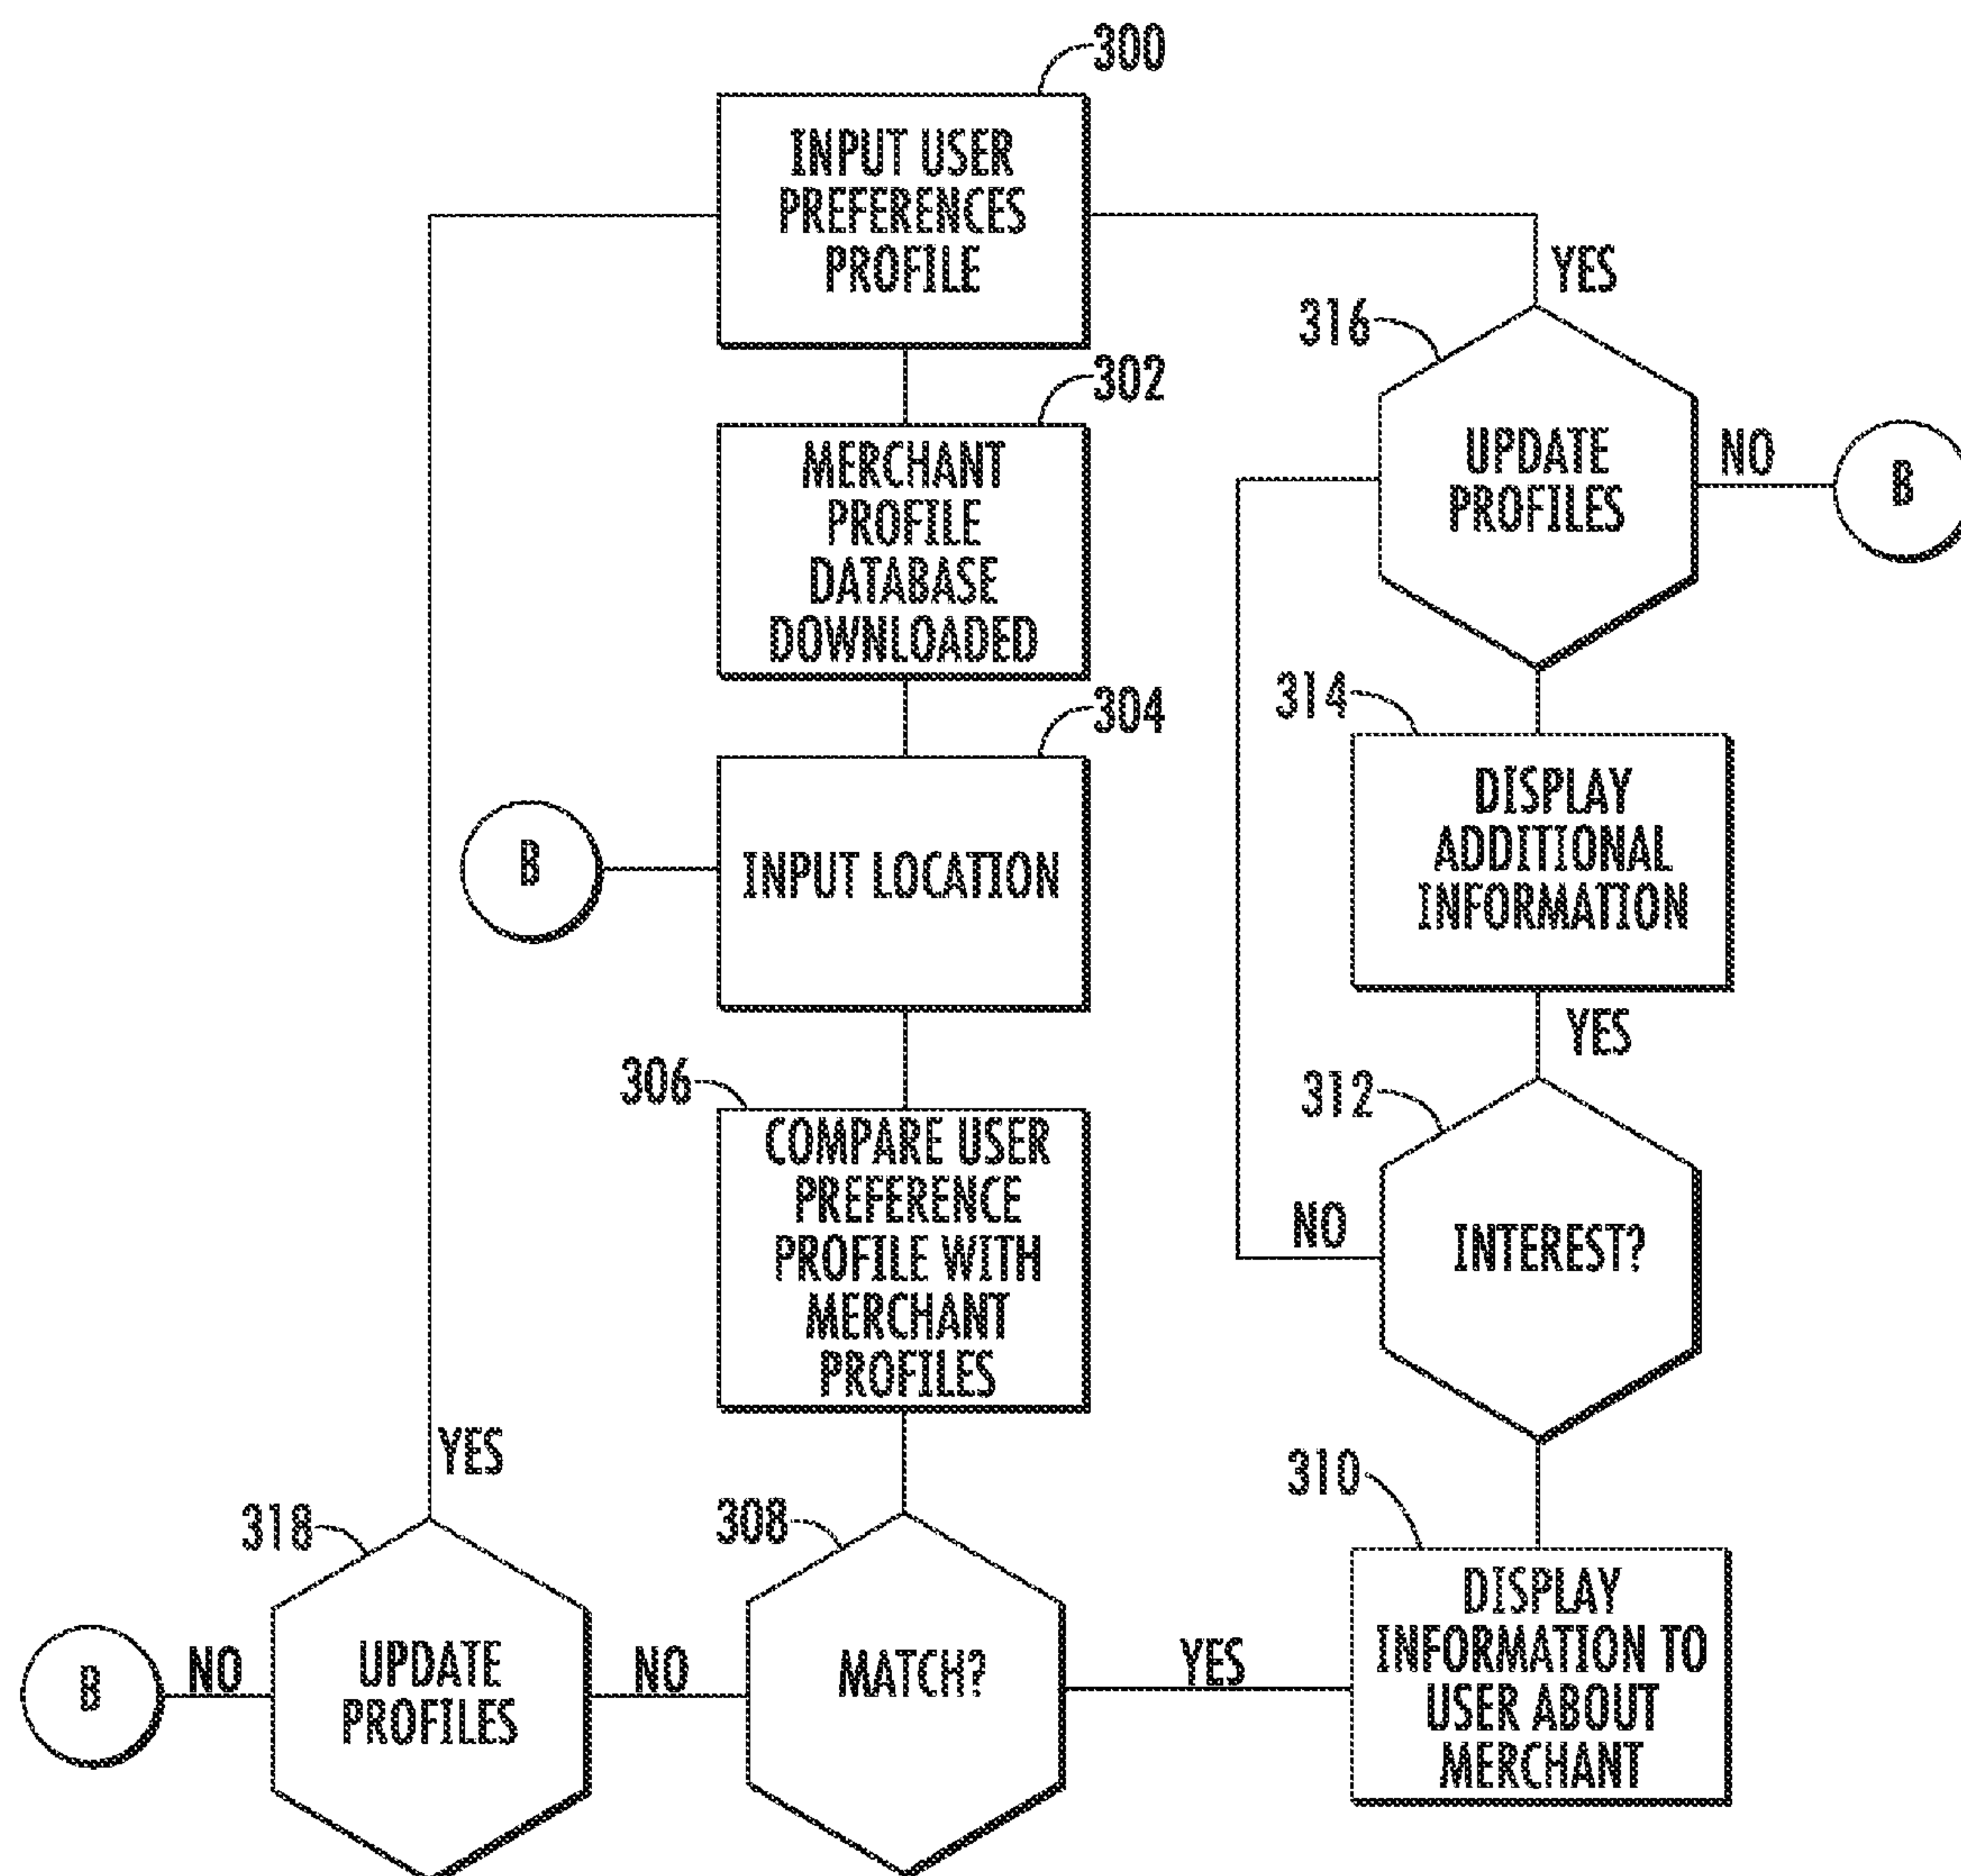 300
INPUT USER
PREFERENCES
PROFILE
YES
316
302
UPDATE
PROFILES
NO
B
MERCHANT
PROFILE
DATABASE
DOWNLOADED
314
304
DISPLAY
ADDITIONAL
INFORMATION
B
INPUT LOCATION
YES
306
312
COMPARE USER
PREFERENCE
PROFILE WITH
MERCHANT
PROFILES
NO
INTEREST?
YES
310
318
308
DISPLAY
INFORMATION TO
USER ABOUT
MERCHANT
B
NO
UPDATE
PROFILES
NO
MATCH?
YES